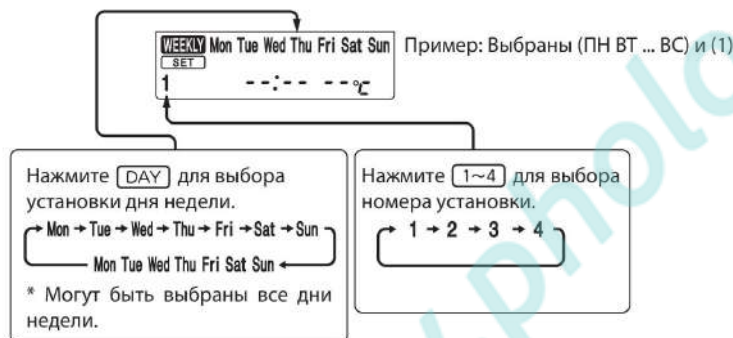 WEEKLY Mon Tue Wed Thu Fri Sat Sun Пример: Выбраны (ПН ВТ ... ВС) и (1)
SET
1 --:-- --°C
Нажмите DAY для выбора
установки дня недели.
Mon → Tue → Wed → Thu → Fri → Sat → Sun
Mon Tue Wed Thu Fri Sat Sun
* Могут быть выбраны все дни
недели.
Нажмите 1~4 для выбора
номера установки.
1 → 2 → 3 → 4